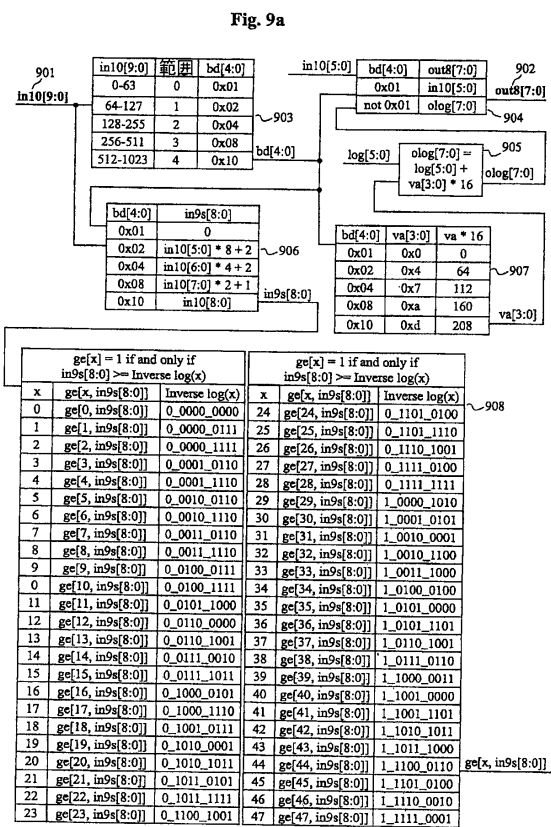 Fig. 9a
901
in10[9:0]
in10[9:0] 範囲 bd[4:0]
0-63 0 0x01
64-127 1 0x02
128-255 2 0x04
256-511 3 0x08
512-1023 4 0x10
903
bd[4:0]
in10[5:0]
bd[4:0] out8[7:0]
0x01 in10[5:0]
not 0x01 olog[7:0]
902
out8[7:0]
904
log[5:0]
olog[7:0] =
log[5:0] +
va[3:0] * 16
905
olog[7:0]
bd[4:0] in9s[8:0]
0x01 0
0x02 in10[5:0] * 8 + 2
0x04 in10[6:0] * 4 + 2
0x08 in10[7:0] * 2 + 1
0x10 in10[8:0]
906
in9s[8:0]
bd[4:0] va[3:0] va * 16
0x01 0x0 0
0x02 0x4 64
0x04 0x7 112
0x08 0xa 160
0x10 0xd 208
907
va[3:0]
ge[x] = 1 if and only if
in9s[8:0] >= Inverse log(x)
x ge[x, in9s[8:0]] Inverse log(x)
0 ge[0, in9s[8:0]] 0_0000_0000
1 ge[1, in9s[8:0]] 0_0000_0111
2 ge[2, in9s[8:0]] 0_0000_1111
3 ge[3, in9s[8:0]] 0_0001_0110
4 ge[4, in9s[8:0]] 0_0001_1110
5 ge[5, in9s[8:0]] 0_0010_0110
6 ge[6, in9s[8:0]] 0_0010_1110
7 ge[7, in9s[8:0]] 0_0011_0110
8 ge[8, in9s[8:0]] 0_0011_1110
9 ge[9, in9s[8:0]] 0_0100_0111
0 ge[10, in9s[8:0]] 0_0100_1111
11 ge[11, in9s[8:0]] 0_0101_1000
12 ge[12, in9s[8:0]] 0_0110_0000
13 ge[13, in9s[8:0]] 0_0110_1001
14 ge[14, in9s[8:0]] 0_0111_0010
15 ge[15, in9s[8:0]] 0_0111_1011
16 ge[16, in9s[8:0]] 0_1000_0101
17 ge[17, in9s[8:0]] 0_1000_1110
18 ge[18, in9s[8:0]] 0_1001_0111
19 ge[19, in9s[8:0]] 0_1010_0001
20 ge[20, in9s[8:0]] 0_1010_1011
21 ge[21, in9s[8:0]] 0_1011_0101
22 ge[22, in9s[8:0]] 0_1011_1111
23 ge[23, in9s[8:0]] 0_1100_1001
ge[x] = 1 if and only if
in9s[8:0] >= Inverse log(x)
x ge[x, in9s[8:0]] Inverse log(x)
24 ge[24, in9s[8:0]] 0_1101_0100
25 ge[25, in9s[8:0]] 0_1101_1110
26 ge[26, in9s[8:0]] 0_1110_1001
27 ge[27, in9s[8:0]] 0_1111_0100
28 ge[28, in9s[8:0]] 0_1111_1111
29 ge[29, in9s[8:0]] 1_0000_1010
30 ge[30, in9s[8:0]] 1_0001_0101
31 ge[31, in9s[8:0]] 1_0010_0001
32 ge[32, in9s[8:0]] 1_0010_1100
33 ge[33, in9s[8:0]] 1_0011_1000
34 ge[34, in9s[8:0]] 1_0100_0100
35 ge[35, in9s[8:0]] 1_0101_0000
36 ge[36, in9s[8:0]] 1_0101_1101
37 ge[37, in9s[8:0]] 1_0110_1001
38 ge[38, in9s[8:0]] 1_0111_0110
39 ge[39, in9s[8:0]] 1_1000_0011
40 ge[40, in9s[8:0]] 1_1001_0000
41 ge[41, in9s[8:0]] 1_1001_1101
42 ge[42, in9s[8:0]] 1_1010_1011
43 ge[43, in9s[8:0]] 1_1011_1000
44 ge[44, in9s[8:0]] 1_1100_0110
45 ge[45, in9s[8:0]] 1_1101_0100
46 ge[46, in9s[8:0]] 1_1110_0010
47 ge[47, in9s[8:0]] 1_1111_0001
908
ge[x, in9s[8:0]]